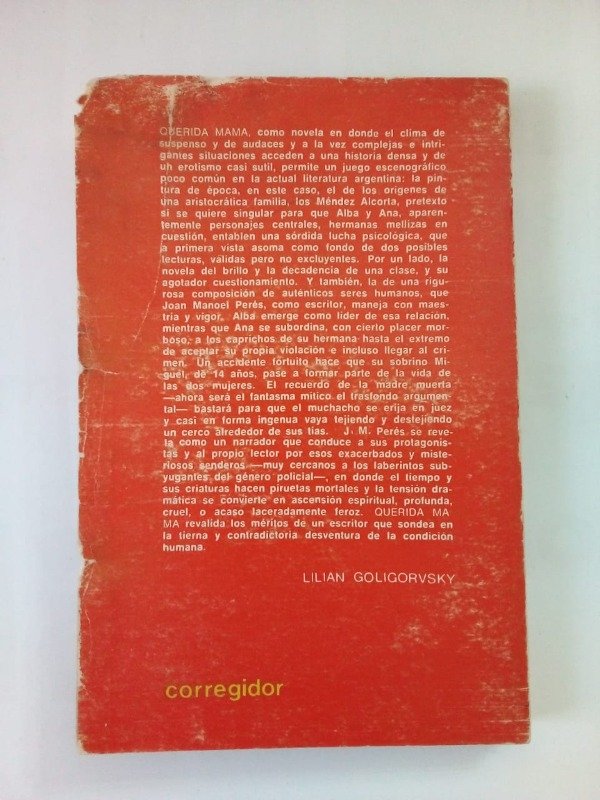 QUERIDA MAMA, como novela en donde el clima de
suspenso y de audaces y a la vez complejas e intri-
gantes situaciones acceden a una historia densa y de
un erotismo casi sutil, permite un juego escenográfico
poco común en la actual literatura argentina: la pin-
tura de época, en este caso, el de los orígenes de
una aristocrática familia, los Méndez Alcorta, pretexto
si se quiere singular para que Alba y Ana, aparen-
temente personajes centrales, hermanas mellizas en
cuestión, entablen una sórdida lucha psicológica, que
a primera vista asoma como fondo de dos posibles
lecturas, válidas pero no excluyentes. Por un lado, la
novela del brillo y la decadencia de una clase, y su
agotador cuestionamiento. Y también, la de una rigu-
rosa composición de auténticos seres humanos, que
Joan Manoel Perés, como escritor, maneja con maes-
tría y vigor. Alba emerge como líder de esa relación,
mientras que Ana se subordina, con cierto placer mor-
boso, a los caprichos de su hermana hasta el extremo
de aceptar su propia violación e incluso llegar al cri-
men. Un accidente fortuito hace que su sobrino Mi-
guel, de 14 años, pase a formar parte de la vida de
las dos mujeres. El recuerdo de la madre muerta
—ahora será el fantasma mítico el trasfondo argumen-
tal— bastará para que el muchacho se erija en juez
y casi en forma ingenua vaya tejiendo y destejiendo
un cerco alrededor de sus tías. J. M. Perés se reve-
la como un narrador que conduce a sus protagonis-
tas y al propio lector por esos exacerbados y miste-
riosos senderos —muy cercanos a los laberintos sub-
yugantes del género policial—, en donde el tiempo y
sus criaturas hacen piruetas mortales y la tensión dra-
mática se convierte en ascensión espiritual, profunda,
cruel, o acaso laceradamente feroz. QUERIDA MA
MA revalida los méritos de un escritor que sondea en
la tierna y contradictoria desventura de la condición
humana.
LILIAN GOLIGORVSKY
corregidor